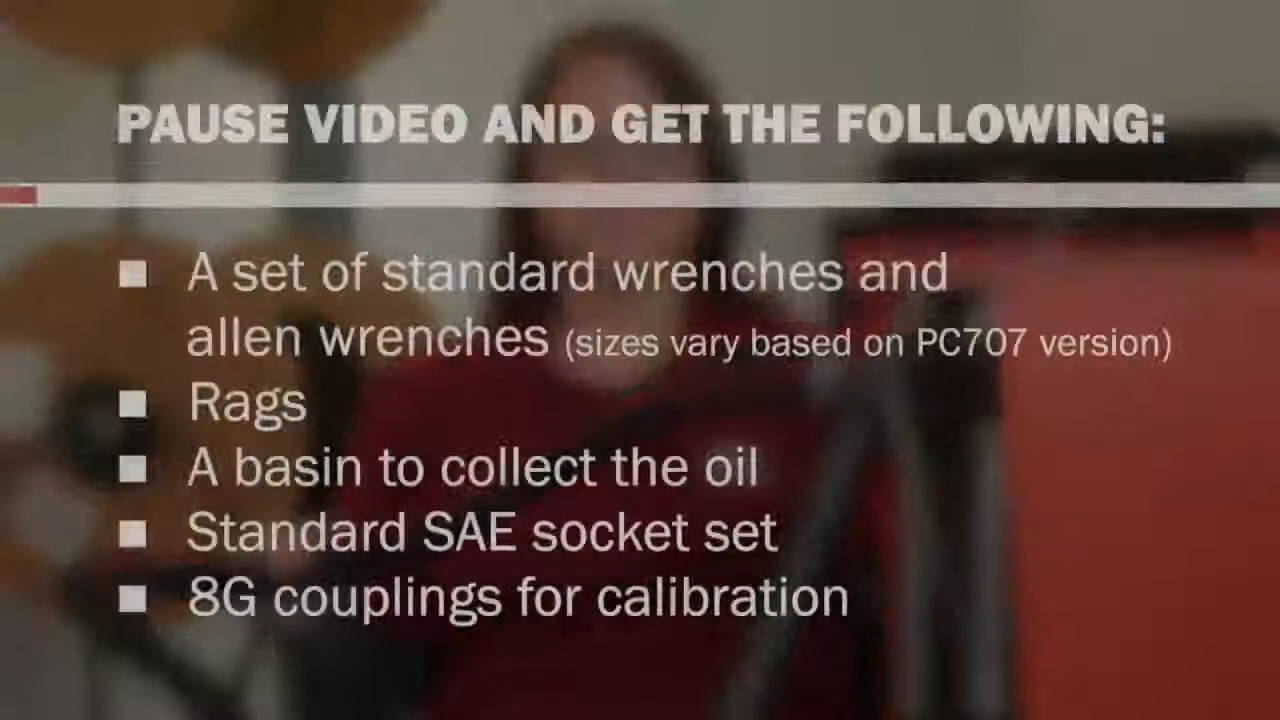 PAUSE VIDEO AND GET THE FOLLOWING:
■ A set of standard wrenches and
allen wrenches (sizes vary based on PC707 version)
■ Rags
■ A basin to collect the oil
■ Standard SAE socket set
■ 8G couplings for calibration